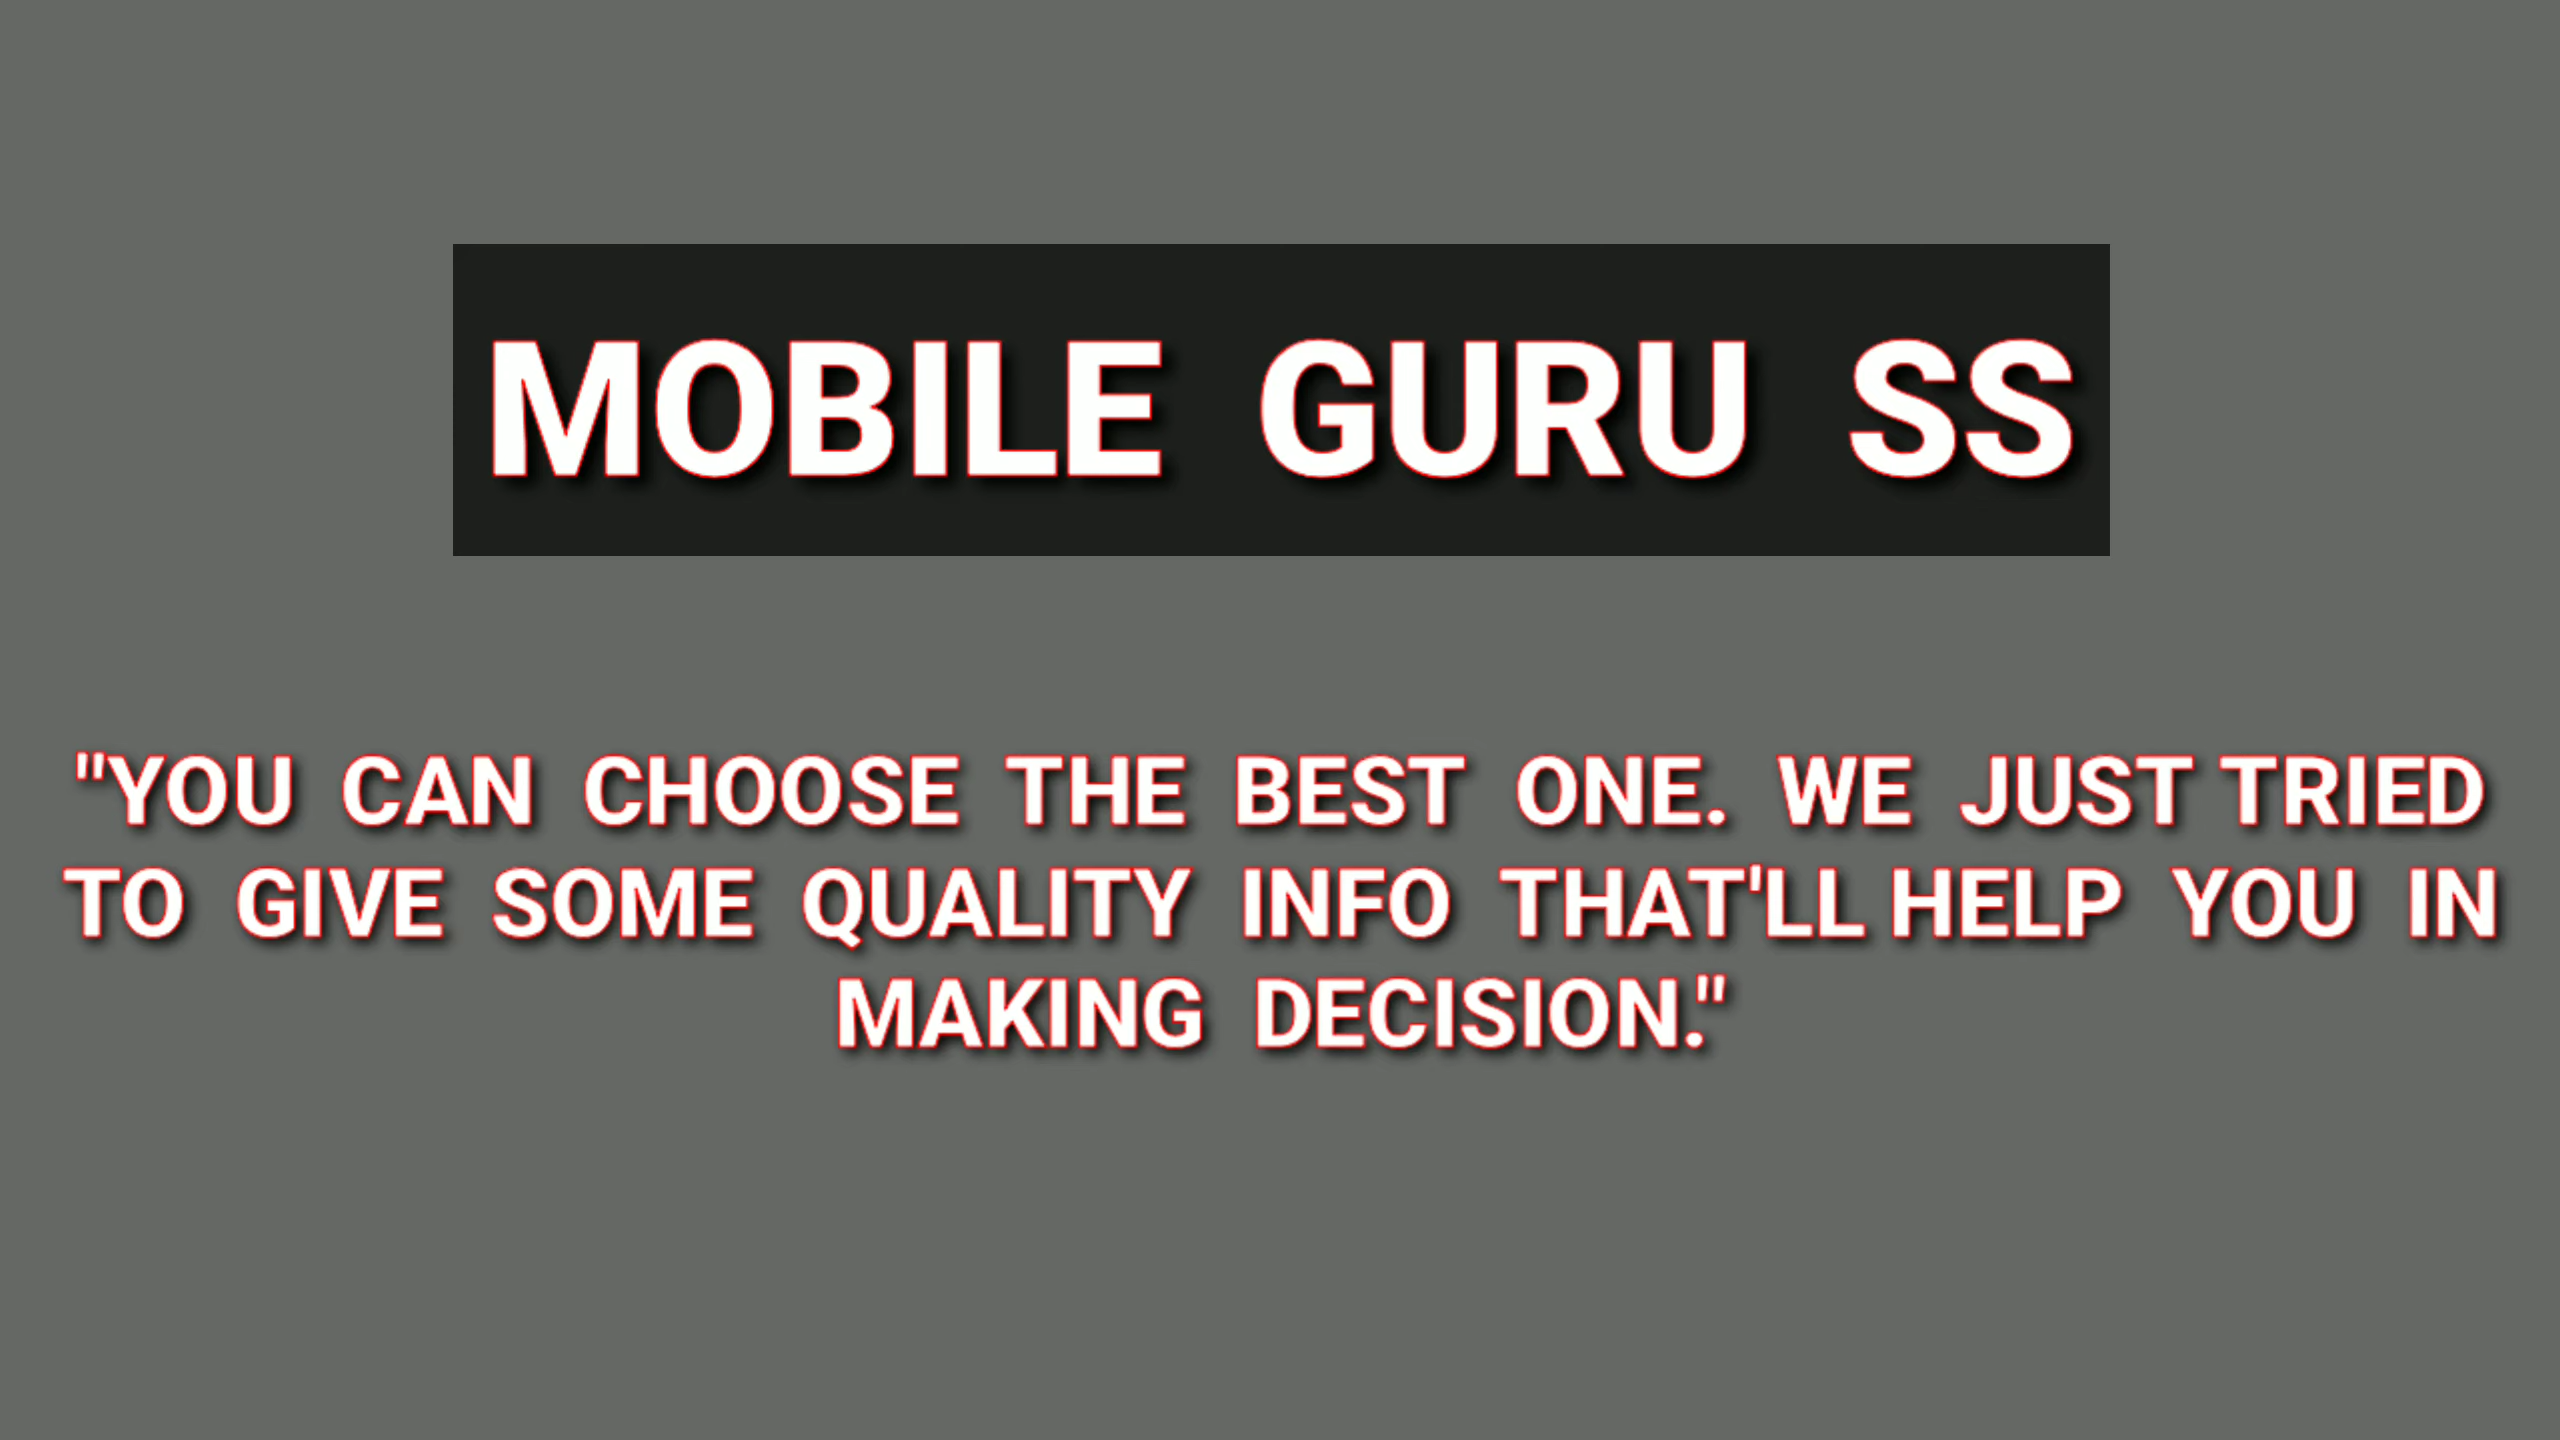 MOBILE GURU SS
"YOU CAN CHOOSE THE BEST ONE. WE JUST TRIED
TO GIVE SOME QUALITY INFO THAT'LL HELP YOU IN
MAKING DECISION."